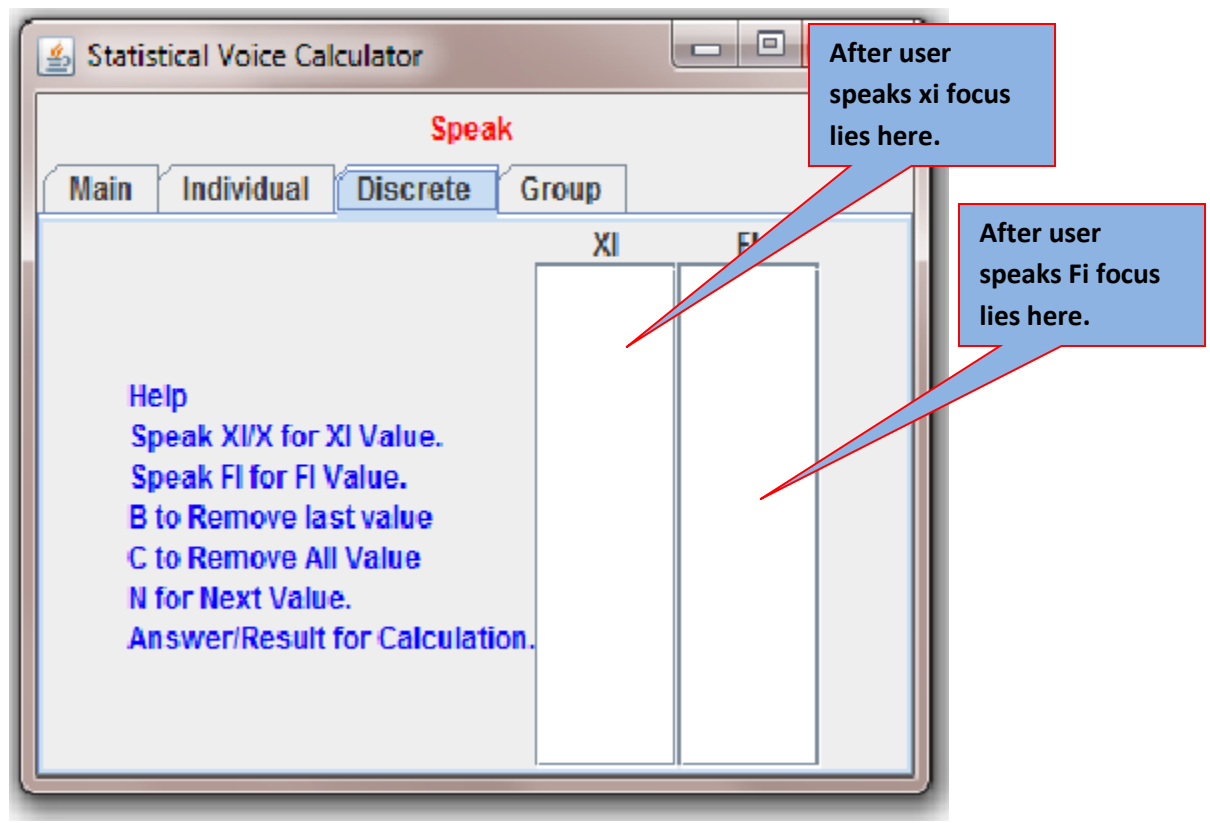 Statistical Voice Calculator
Speak
Main Individual Discrete Group
XI
Help
Speak XI/X for XI Value.
Speak FI for FI Value.
B to Remove last value
C to Remove All Value
N for Next Value.
Answer/Result for Calculation.
After user
speaks xi focus
lies here.
After user
speaks Fi focus
lies here.